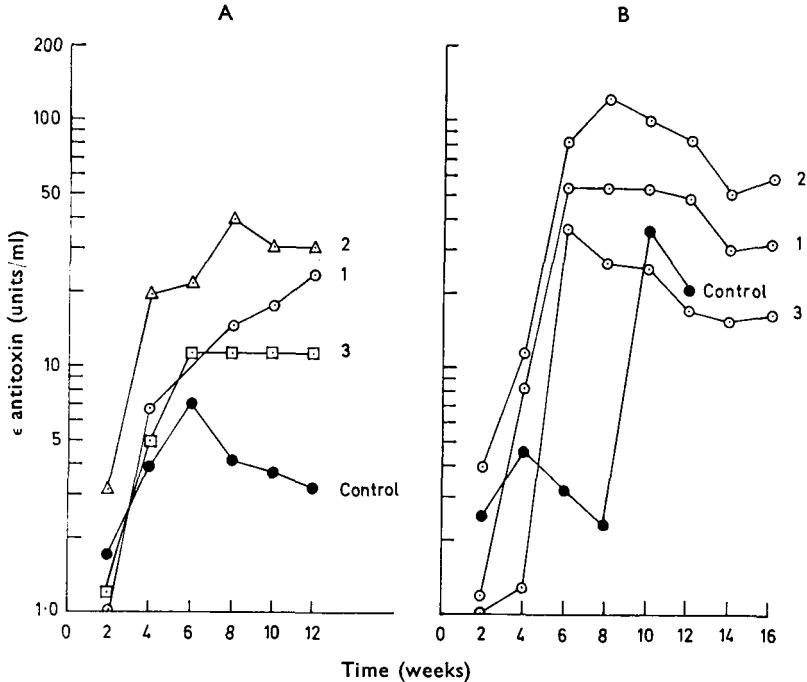 A
B
200
100
50
10
5
1·0
ε antitoxin (units/ml)
2
1
3
Control
2
1
Control
3
0 2 4 6 8 10 12
0 2 4 6 8 10 12 14 16
Time (weeks)